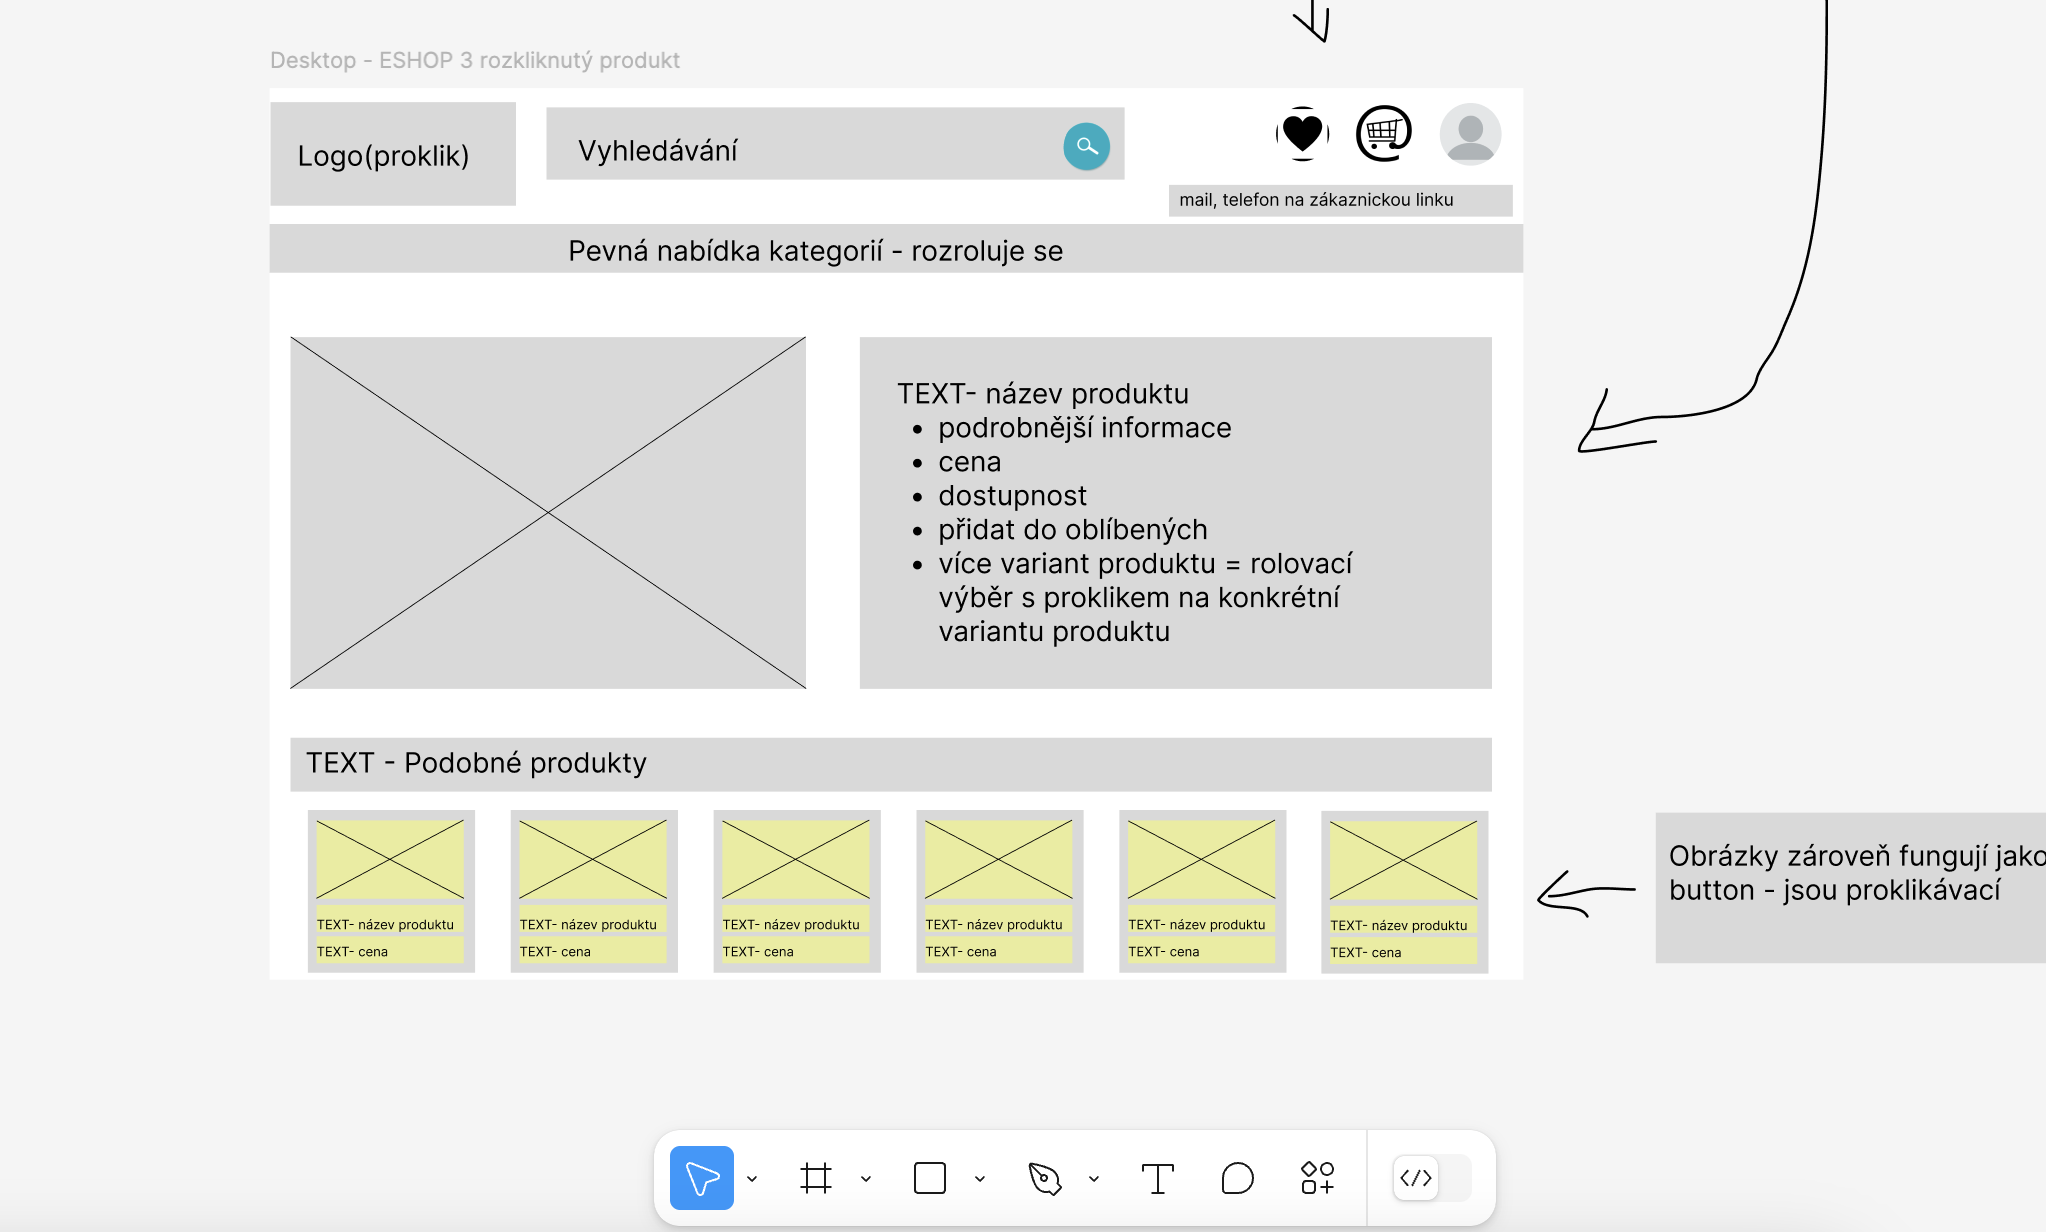 Desktop - ESHOP 3 rozkliknutý produkt
Logo(proklik)
Vyhledávání
mail, telefon na zákaznickou linku
Pevná nabídka kategorií - rozroluje se
TEXT- název produktu
• podrobnější informace
• cena
• dostupnost
• přidat do oblíbených
• více variant produktu = rolovací
výběr s proklikem na konkrétní
variantu produktu
TEXT - Podobné produkty
TEXT- název produktu
TEXT- cena
TEXT- název produktu
TEXT- cena
TEXT- název produktu
TEXT- cena
TEXT- název produktu
TEXT- cena
TEXT- název produktu
TEXT- cena
TEXT- název produktu
TEXT- cena
Obrázky zároveň fungují jako
button - jsou proklikávací